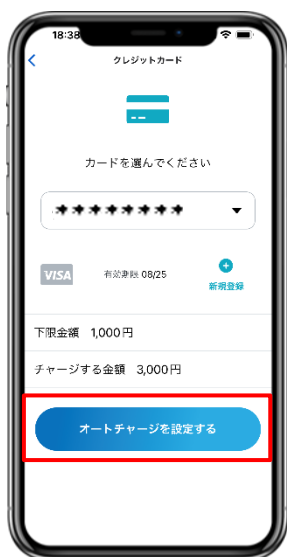 18:38
クレジットカード
カードを選んでください
********
VISA 有効期限 08/25
新規登録
下限金額 1,000円
チャージする金額 3,000円
オートチャージを設定する